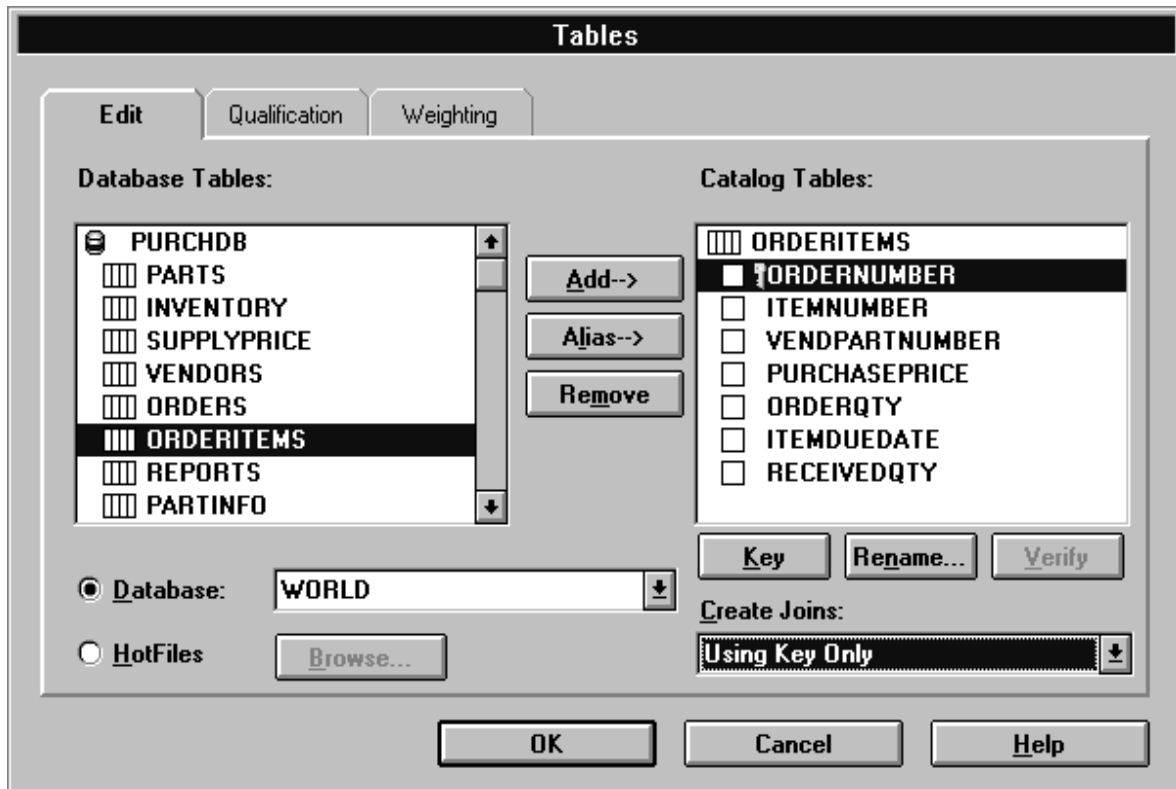 Tables
Edit Qualification Weighting
Database Tables:
PURCHDB
PARTS
INVENTORY
SUPPLYPRICE
VENDORS
ORDERS
ORDERITEMS
REPORTS
PARTINFO
Add-->
Alias-->
Remove
Catalog Tables:
ORDERITEMS
ORDERNUMBER
ITEMNUMBER
VENDPARTNUMBER
PURCHASEPRICE
ORDERQTY
ITEMDUEDATE
RECEIVEDQTY
Key Rename... Verify
Database: WORLD
HotFiles Browse...
Create Joins:
Using Key Only
OK Cancel Help